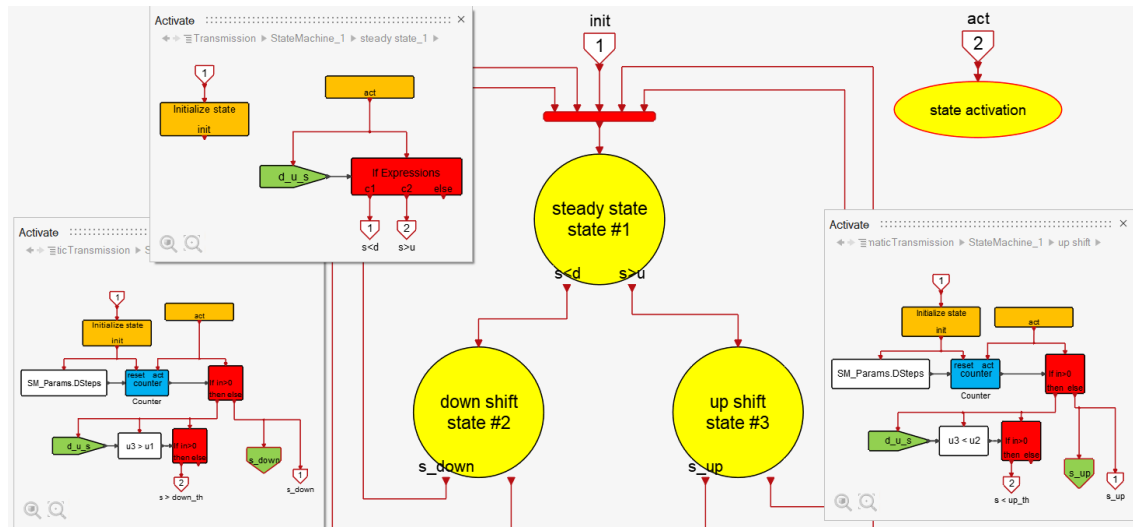 Activate
Transmission ▸ StateMachine_1 ▸ steady state_1 ▸
1
Initialize state
init
act
d_u_s
If Expressions
c1 c2 else
1
2
s<d
s>u
init
1
act
2
state activation
steady state
state #1
s<d
s>u
down shift
state #2
s_down
up shift
state #3
s_up
Activate
ticTransmission ▸ S
1
Initialize state
init
act
SM_Params.DSteps
reset act
counter
Counter
If in>0
then else
d_u_s
u3 > u1
If in>0
then else
s_down
2
s > down_th
1
s_down
Activate
maticTransmission ▸ StateMachine_1 ▸ up shift ▸
1
Initialize state
init
act
SM_Params.DSteps
reset act
counter
Counter
If in>0
then else
d_u_s
u3 < u2
If in>0
then else
s_up
2
s < up_th
1
s_up